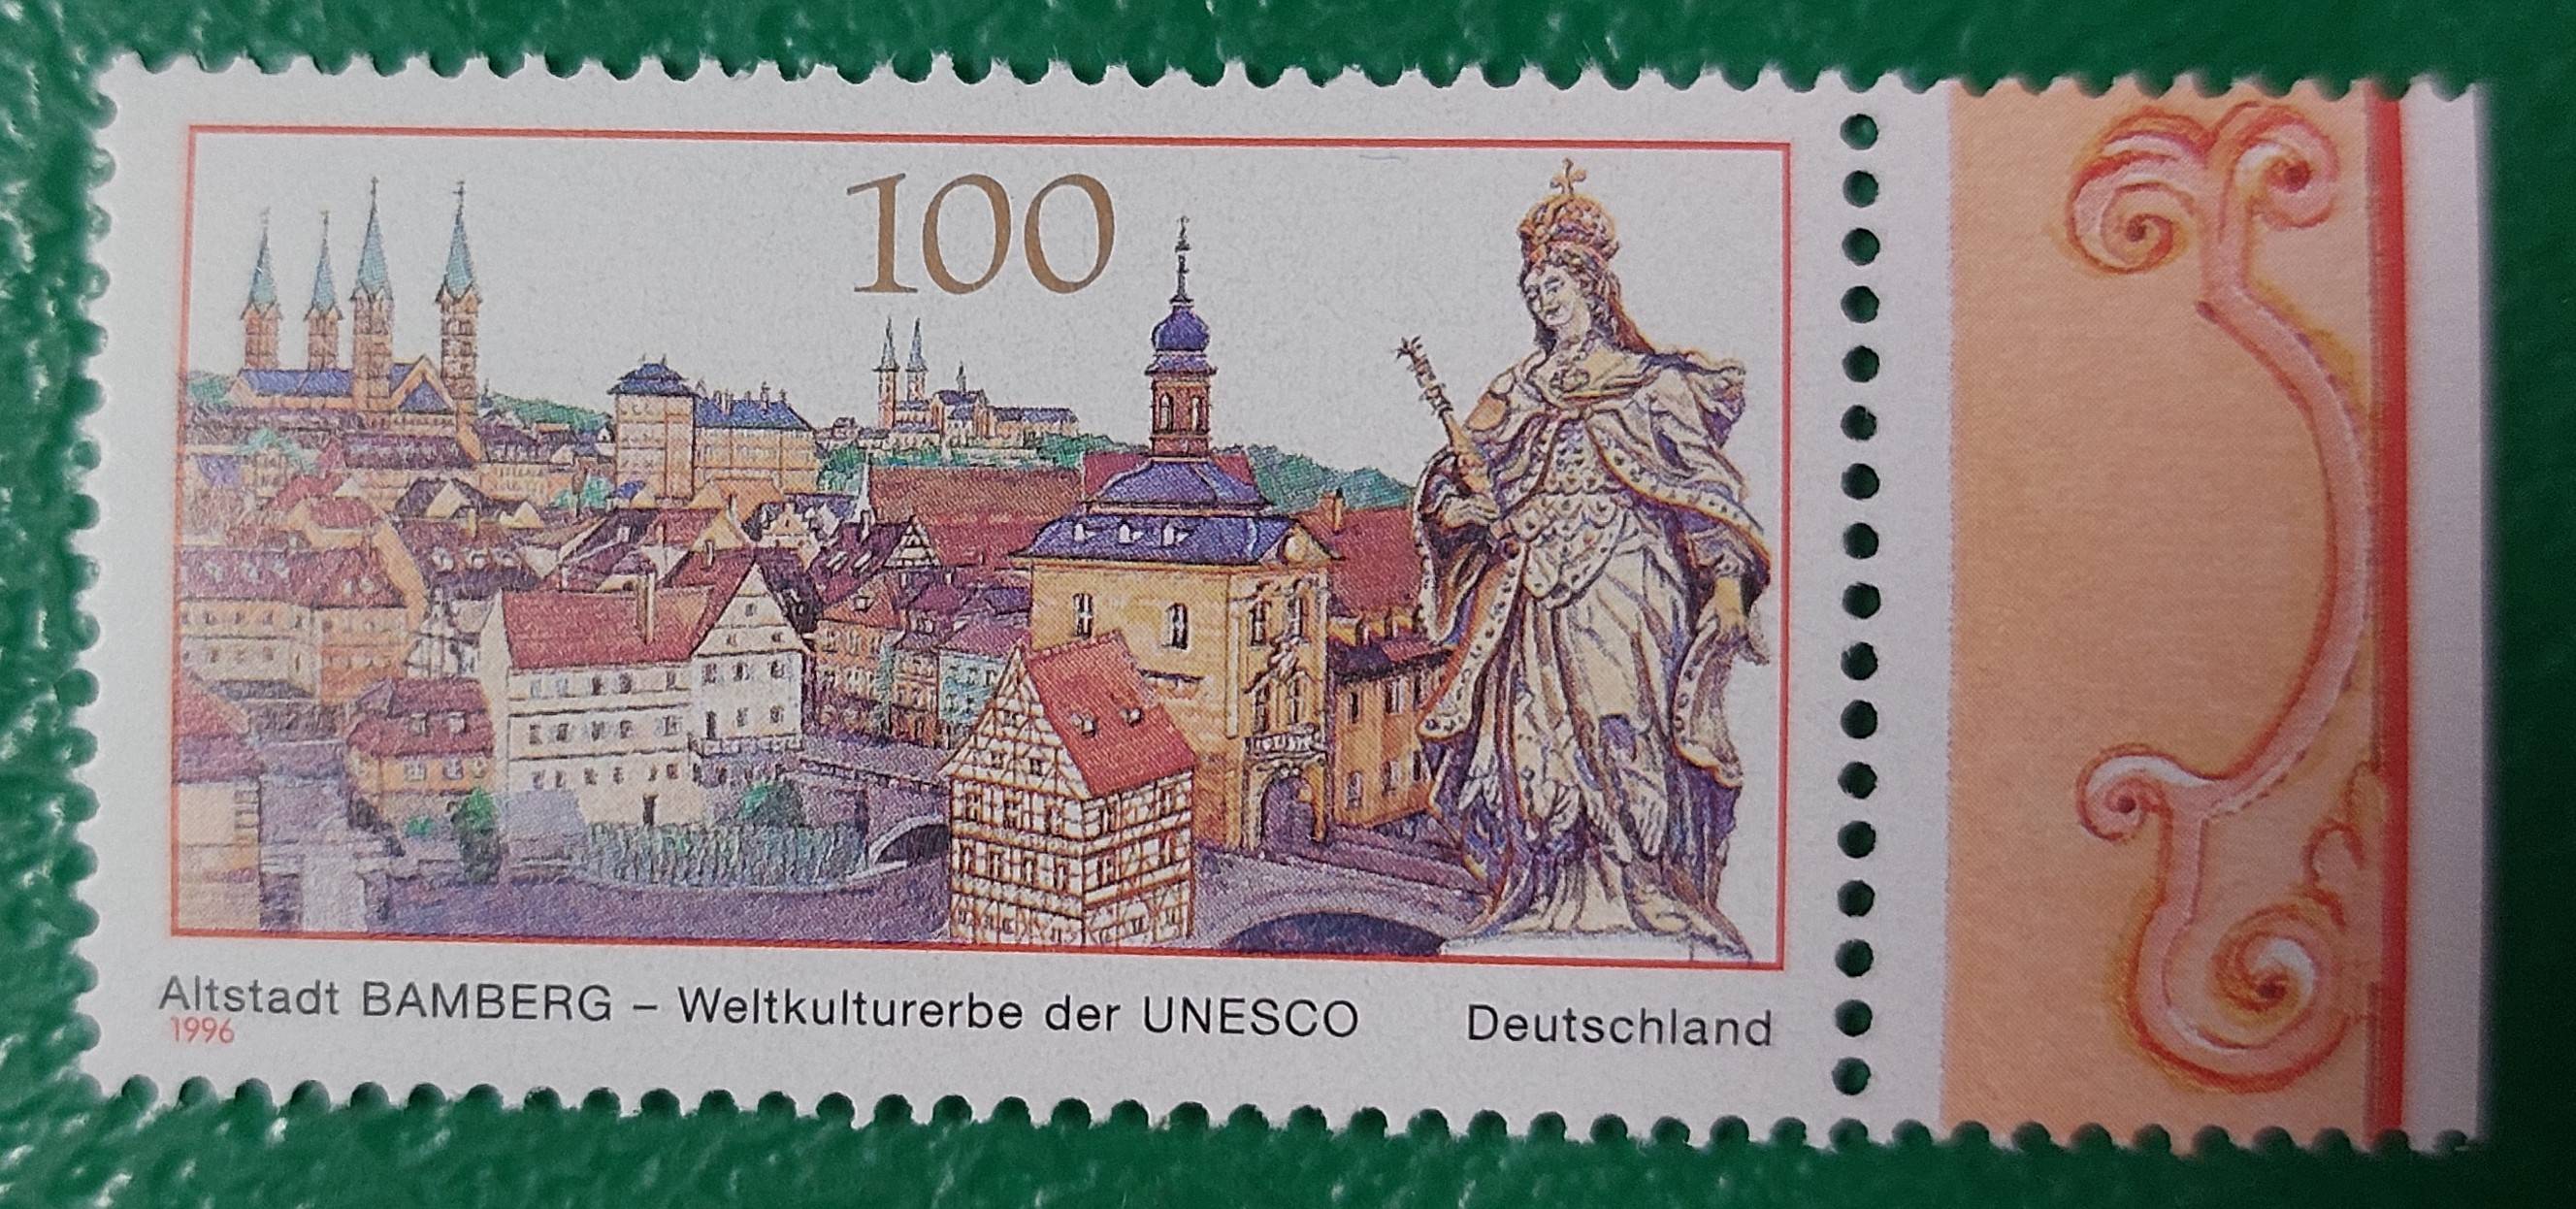 100
Altstadt BAMBERG – Weltkulturerbe der UNESCO Deutschland
1996